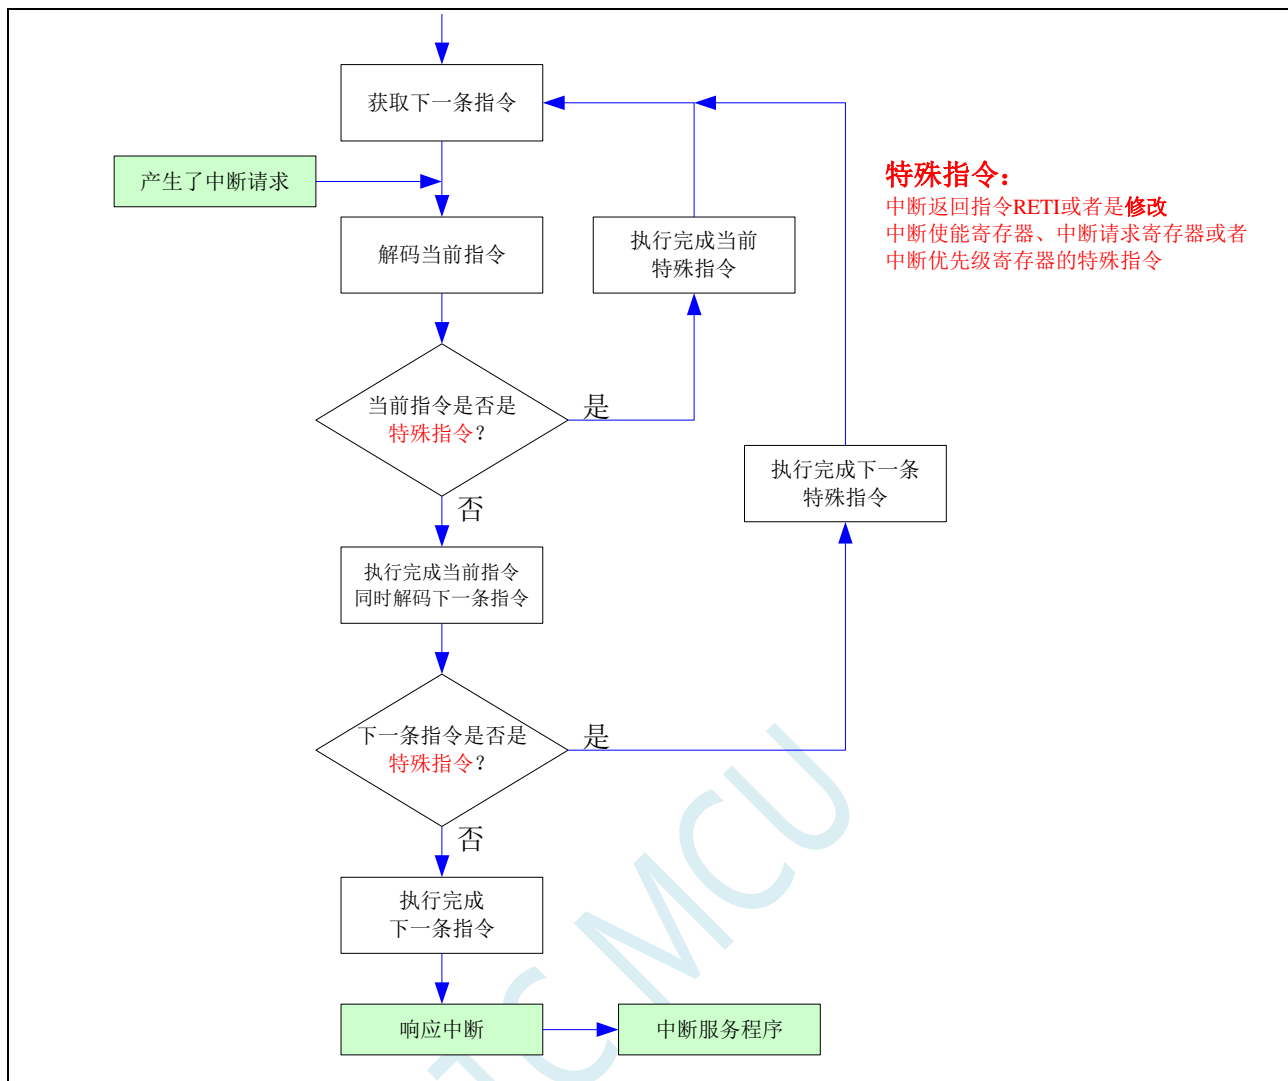 获取下一条指令
产生了中断请求
特殊指令：
中断返回指令RETI或者是修改
中断使能寄存器、中断请求寄存器或者
中断优先级寄存器的特殊指令
解码当前指令
执行完成当前
特殊指令
当前指令是否是
特殊指令？
是
执行完成下一条
特殊指令
否
执行完成当前指令
同时解码下一条指令
下一条指令是否是
特殊指令？
是
否
执行完成
下一条指令
响应中断
中断服务程序
MCU